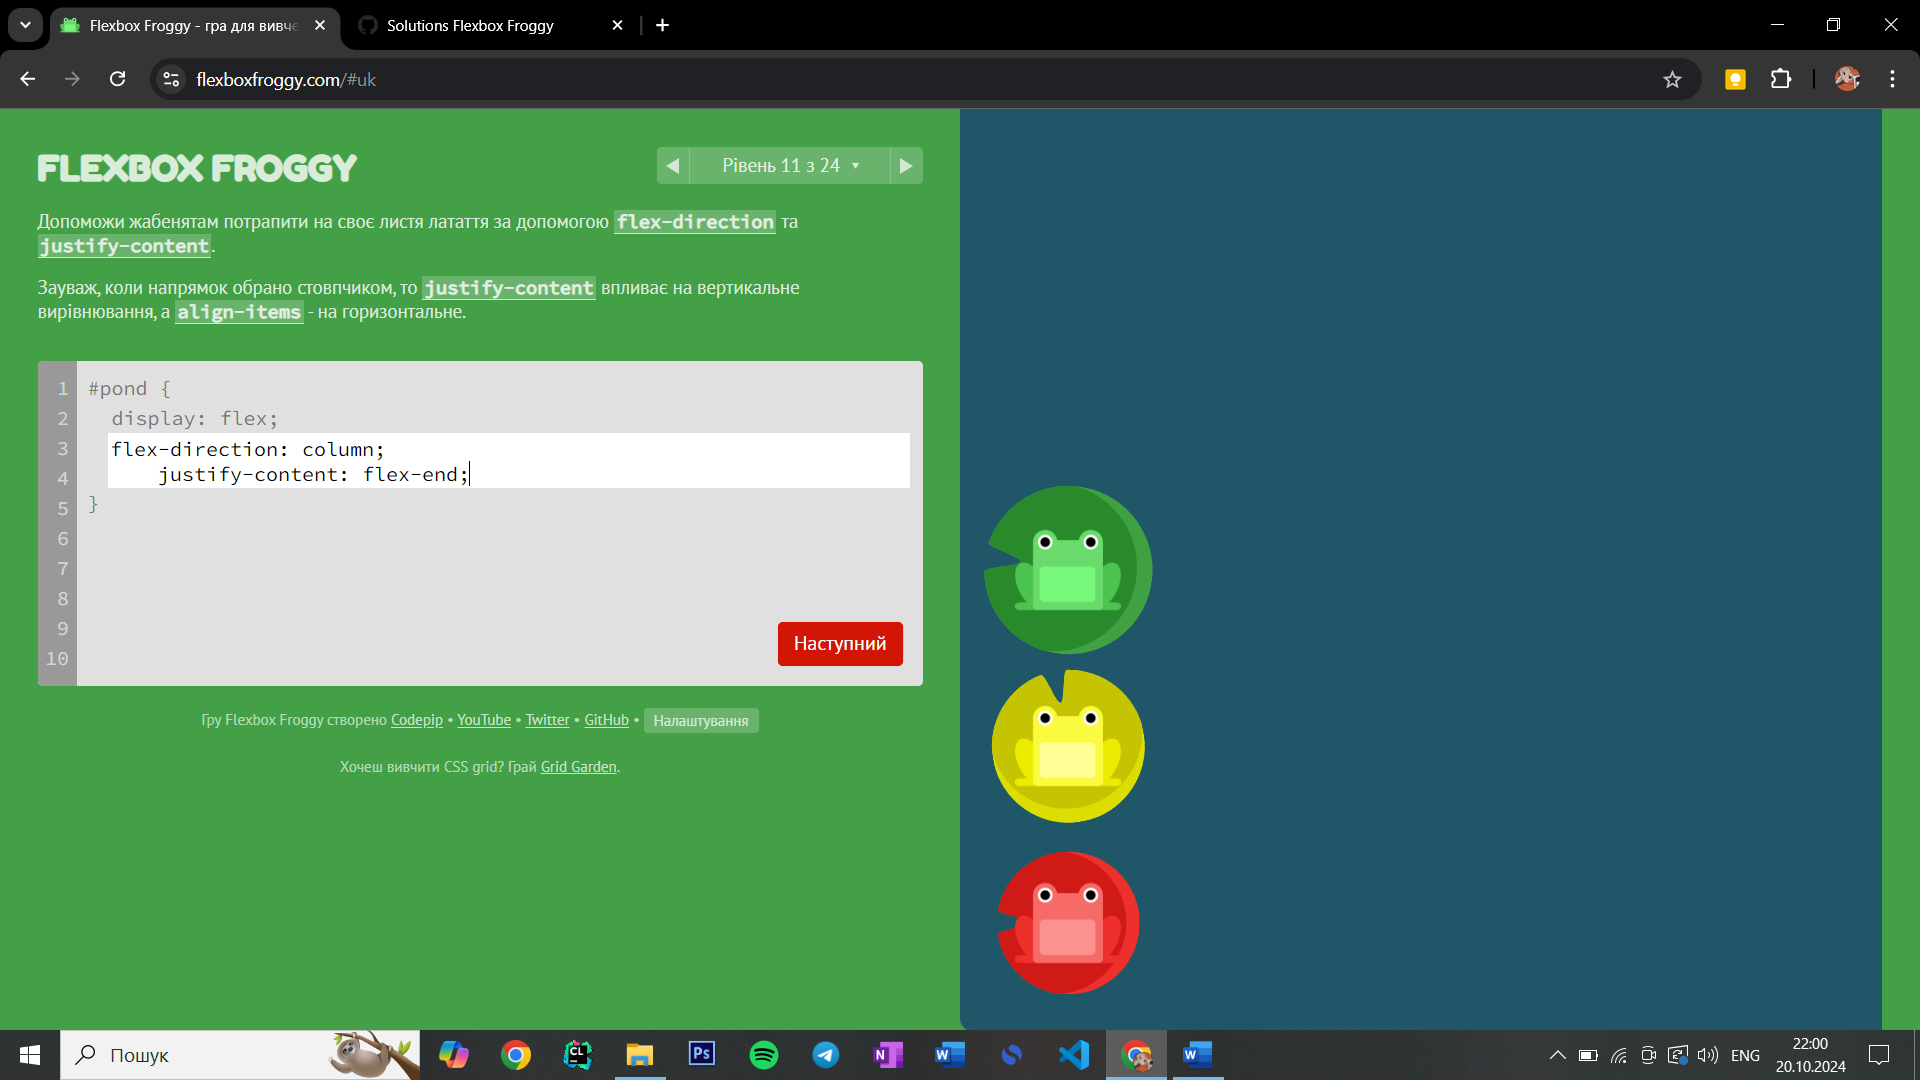 Flexbox Froggy - гра для вивче
Solutions Flexbox Froggy
flexboxfroggy.com/#uk
FLEXBOX FROGGY
Рівень 11 з 24
Допоможи жабенятам потрапити на своє листя латаття за допомогою flex-direction та
justify-content.
Зауваж, коли напрямок обрано стовпчиком, то justify-content впливає на вертикальне
вирівнювання, а align-items - на горизонтальне.
1 #pond {
2 display: flex;
3 flex-direction: column;
4 justify-content: flex-end;
5 }
6
7
8
9
10
Наступний
Гру Flexbox Froggy створено Codepip • YouTube • Twitter • GitHub • Налаштування
Хочеш вивчити CSS grid? Грай Grid Garden.
Пошук
CL
Ps
N
W
W
ENG
22:00
20.10.2024